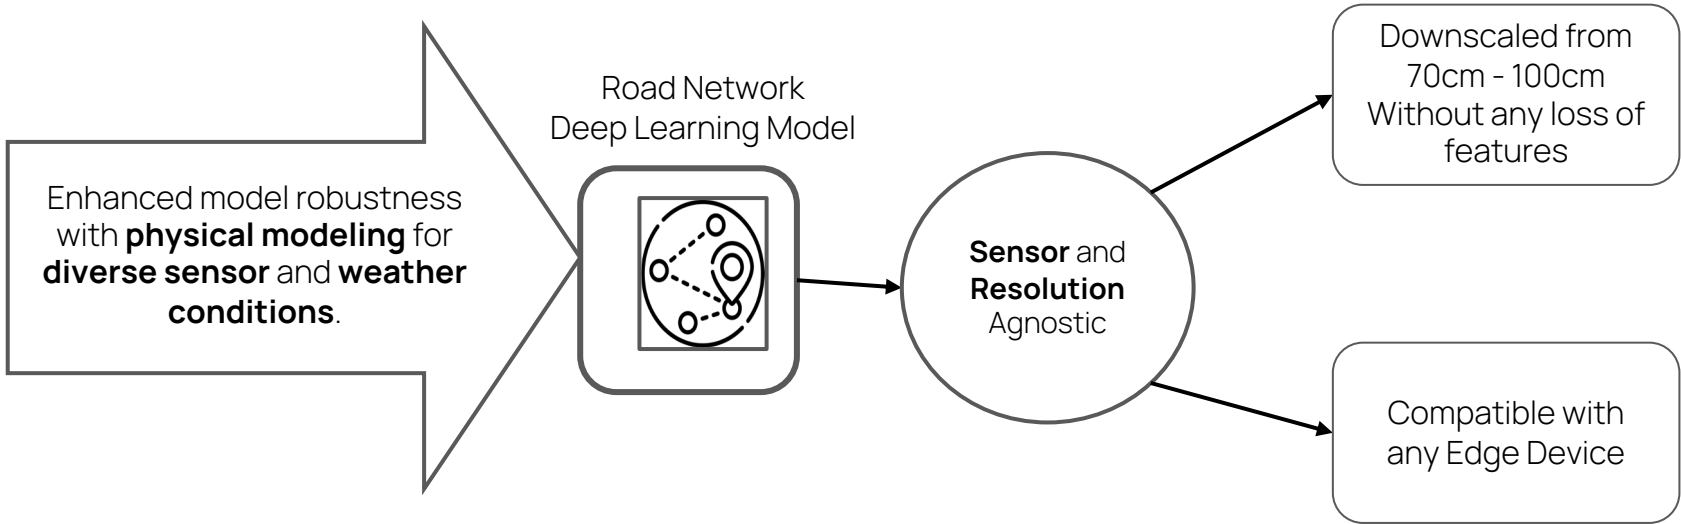 Enhanced model robustness
with physical modeling for
diverse sensor and weather
conditions.
Road Network
Deep Learning Model
Sensor and
Resolution
Agnostic
Downscaled from
70cm - 100cm
Without any loss of
features
Compatible with
any Edge Device